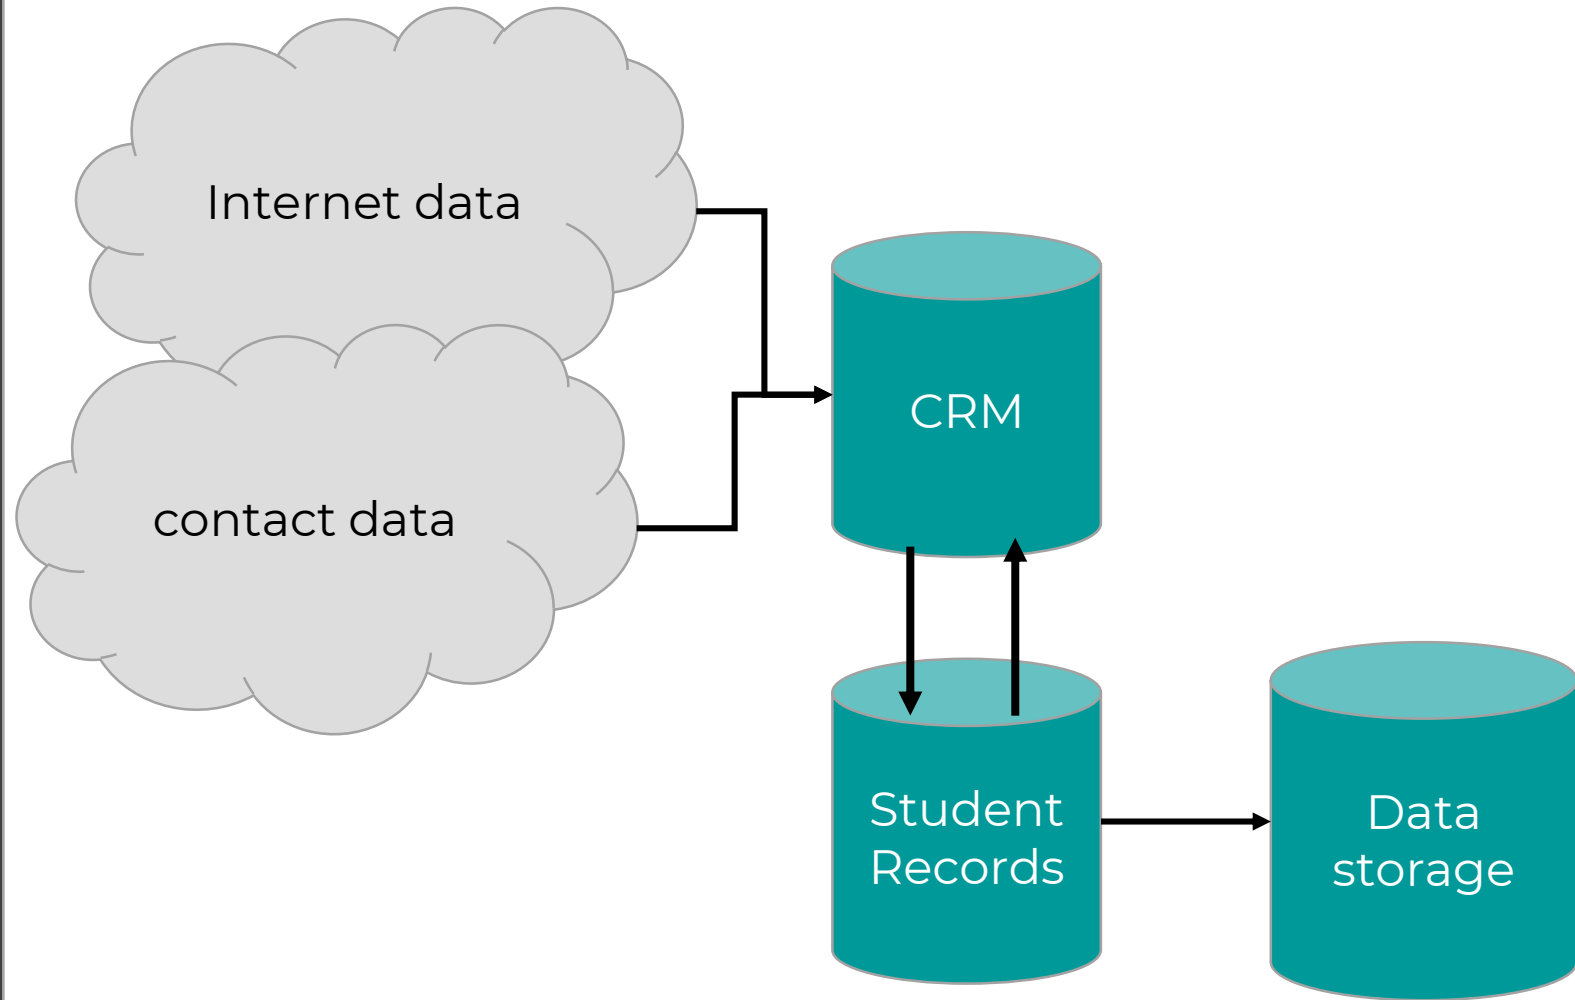 Internet data
contact data
CRM
Student
Records
Data
storage